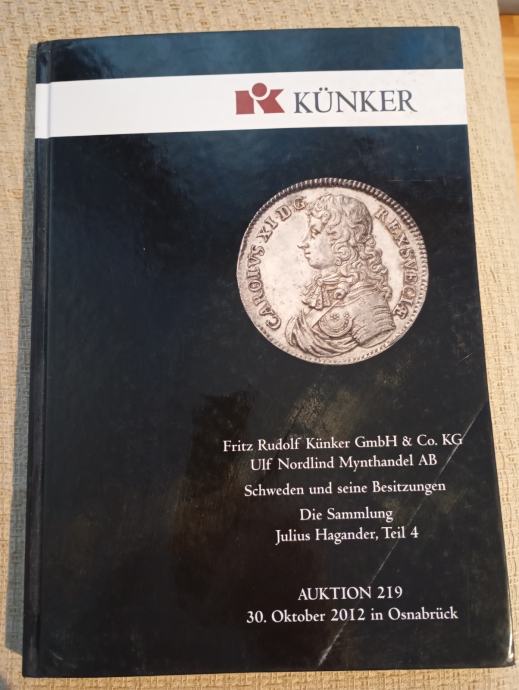 KÜNKER
CAROLVS XI D G REX SVECIÆ
Fritz Rudolf Künker GmbH & Co. KG
Ulf Nordlind Mynthandel AB
Schweden und seine Besitzungen
Die Sammlung
Julius Hagander, Teil 4
AUKTION 219
30. Oktober 2012 in Osnabrück